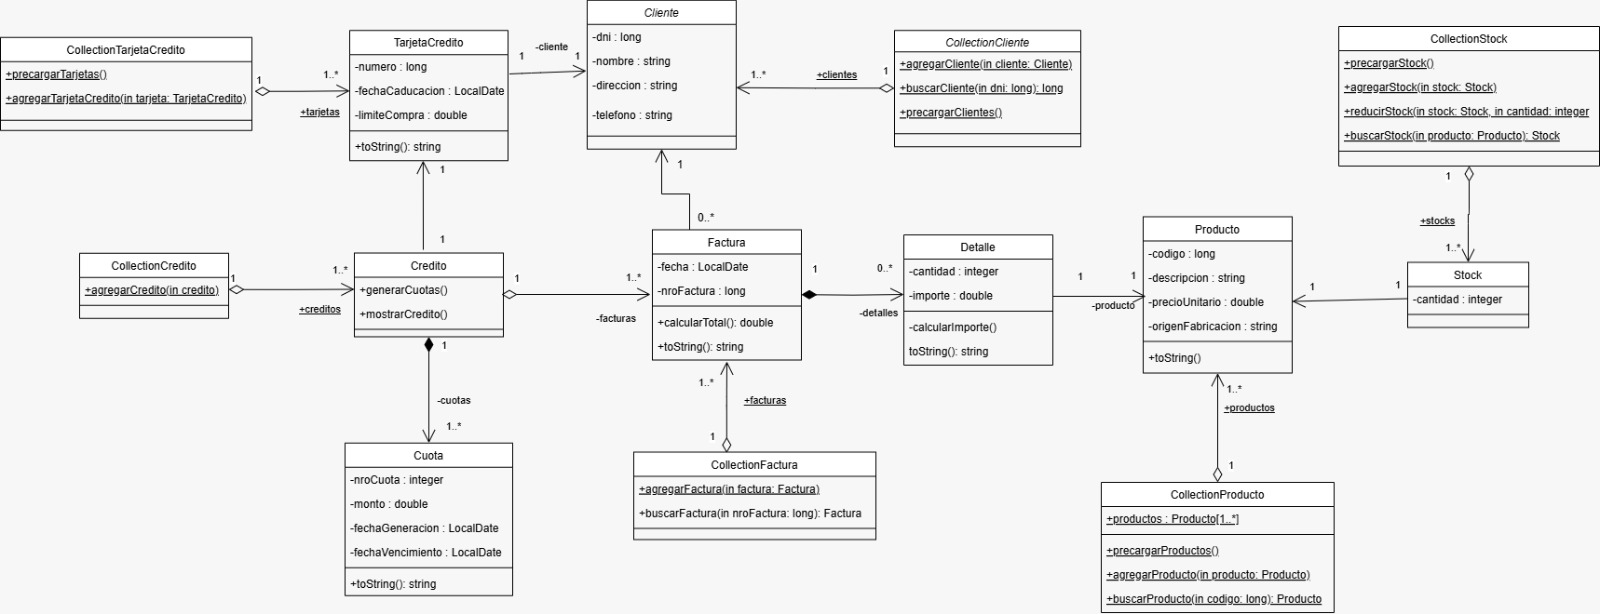 CollectionTarjetaCredito
+precargarTarjetas()
+agregarTarjetaCredito(in tarjeta: TarjetaCredito)
1
1..*
+tarjetas
TarjetaCredito
-numero : long
-fechaCaducacion : LocalDate
-limiteCompra : double
+toString(): string
1
-cliente
1
Cliente
-dni : long
-nombre : string
-direccion : string
-telefono : string
1..*
+clientes
1
CollectionCliente
+agregarCliente(in cliente: Cliente)
+buscarCliente(in dni: long): long
+precargarClientes()
CollectionStock
+precargarStock()
+agregarStock(in stock: Stock)
+reducirStock(in stock: Stock, in cantidad: integer
+buscarStock(in producto: Producto): Stock
1
+stocks
1..*
Stock
-cantidad : integer
1
1
1
1
1
0..*
CollectionCredito
+agregarCredito(in credito)
1
1..*
+creditos
Credito
+generarCuotas()
+mostrarCredito()
1
1..*
-facturas
Factura
-fecha : LocalDate
-nroFactura : long
+calcularTotal(): double
+toString(): string
1
0..*
-detalles
Detalle
-cantidad : integer
-importe : double
-calcularImporte()
toString(): string
1
1
-producto
Producto
-codigo : long
-descripcion : string
-precioUnitario : double
-origenFabricacion : string
+toString()
1
-cuotas
1..*
Cuota
-nroCuota : integer
-monto : double
-fechaGeneracion : LocalDate
-fechaVencimiento : LocalDate
+toString(): string
1..*
+facturas
1
CollectionFactura
+agregarFactura(in factura: Factura)
+buscarFactura(in nroFactura: long): Factura
1..*
+productos
1
CollectionProducto
+productos : Producto[1..*]
+precargarProductos()
+agregarProducto(in producto: Producto)
+buscarProducto(in codigo: long): Producto